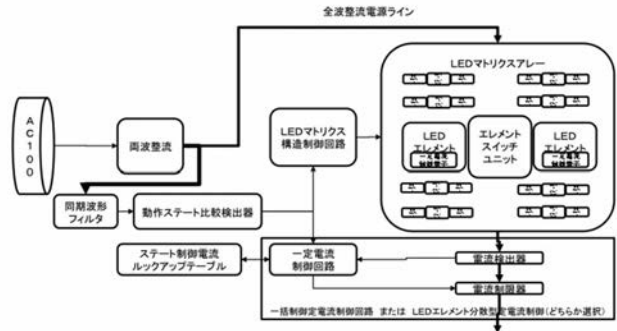 全波整流電源ライン
LEDマトリクスアレー
AC100
両波整流
LEDマトリクス
構造制御回路
LED
エレメント
エレメント
スイッチ
ユニット
LED
エレメント
同期波形
フィルタ
動作ステート比較検出器
ステート制御電流
ルックアップテーブル
一定電流
制御回路
電流検出器
電流制限器
一括制御定電流制御回路 または LEDエレメント分散型定電流制御(どちらか選択)